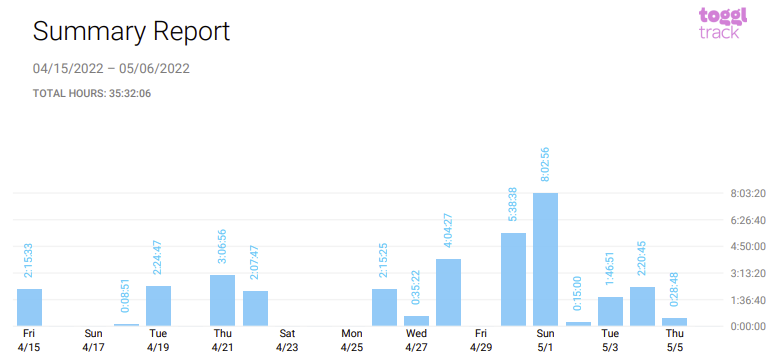 toggl
track
Summary Report
04/15/2022 – 05/06/2022
TOTAL HOURS: 35:32:06
2:15:33
0:08:51
2:24:47
3:06:56
2:07:47
2:15:25
0:35:22
4:04:27
5:38:38
8:02:56
0:15:00
1:46:51
2:20:45
0:28:48
8:03:20
6:26:40
4:50:00
3:13:20
1:36:40
0:00:00
Fri Sun Tue Thu Sat Mon Wed Fri Sun Tue Thu
4/15 4/17 4/19 4/21 4/23 4/25 4/27 4/29 5/1 5/3 5/5